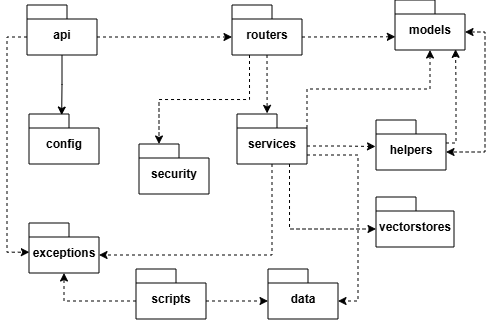 api
routers
models
config
security
services
helpers
vectorstores
exceptions
scripts
data